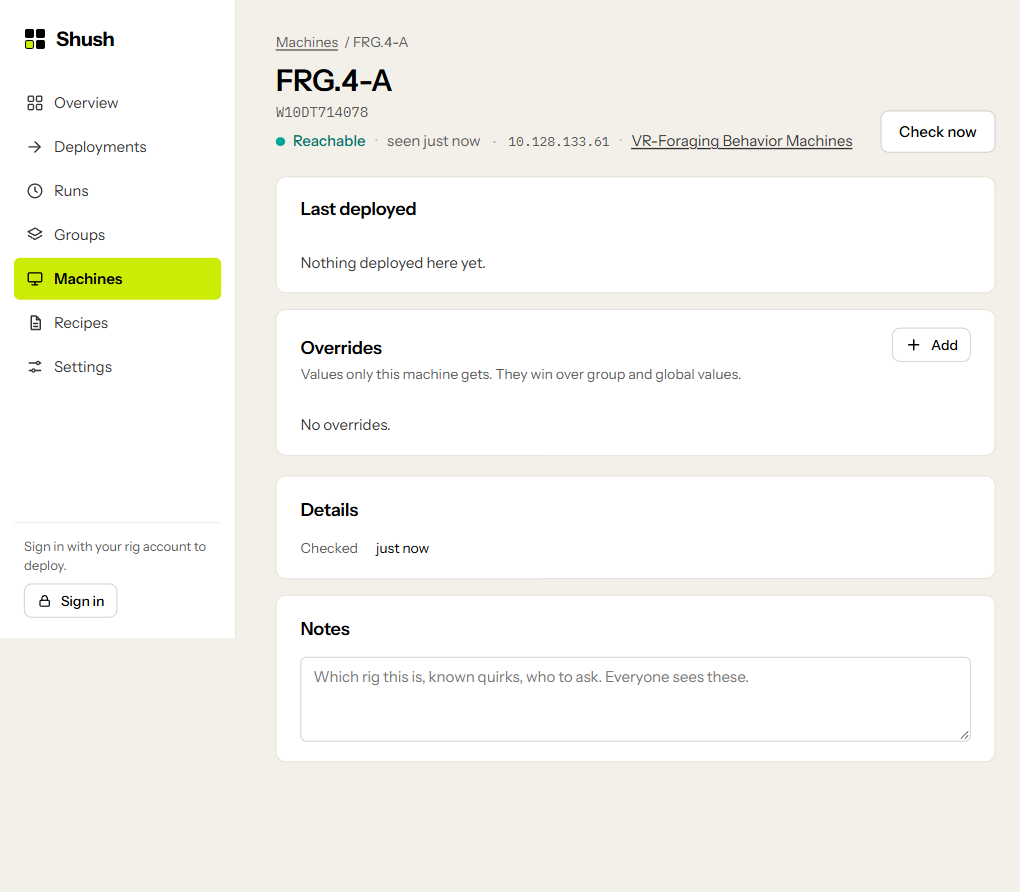 Shush
Overview
Deployments
Runs
Groups
Machines
Recipes
Settings
Sign in with your rig account to
deploy.
Sign in
Machines / FRG.4-A
FRG.4-A
W10DT714078
Reachable · seen just now · 10.128.133.61 · VR-Foraging Behavior Machines
Check now
Last deployed
Nothing deployed here yet.
Overrides
Add
Values only this machine gets. They win over group and global values.
No overrides.
Details
Checked just now
Notes
Which rig this is, known quirks, who to ask. Everyone sees these.